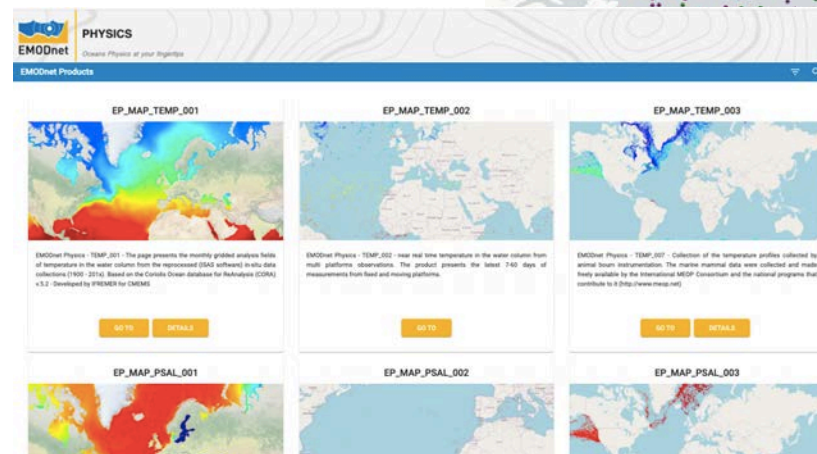 EMODnet
PHYSICS
Oceans Physics at your fingertips
EMODnet Products
EP_MAP_TEMP_001
EMODnet Physics - TEMP_001 - The page presents the monthly gridded analysis fields
of temperature in the water column from the reprocessed (ISAS software) in-situ data
collections (1900 - 201x). Based on the Coriolis Ocean database for ReAnalysis (CORA)
v.5.2 - Developed by IFREMER for CMEMS
GO TO
DETAILS
EP_MAP_TEMP_002
EMODnet Physics - TEMP_002 - near real time temperature in the water column from
multi platforms observations. The product presents the latest 7-60 days of
measurements from fixed and moving platforms.
GO TO
EP_MAP_TEMP_003
EMODnet Physics - TEMP_007 - Collection of the temperature profiles collected by
animal bourn instrumentation. The marine mammal data were collected and made
freely available by the International MEOP Consortium and the national programs that
contribute to it (http://www.meop.net)
GO TO
DETAILS
EP_MAP_PSAL_001
EP_MAP_PSAL_002
EP_MAP_PSAL_003